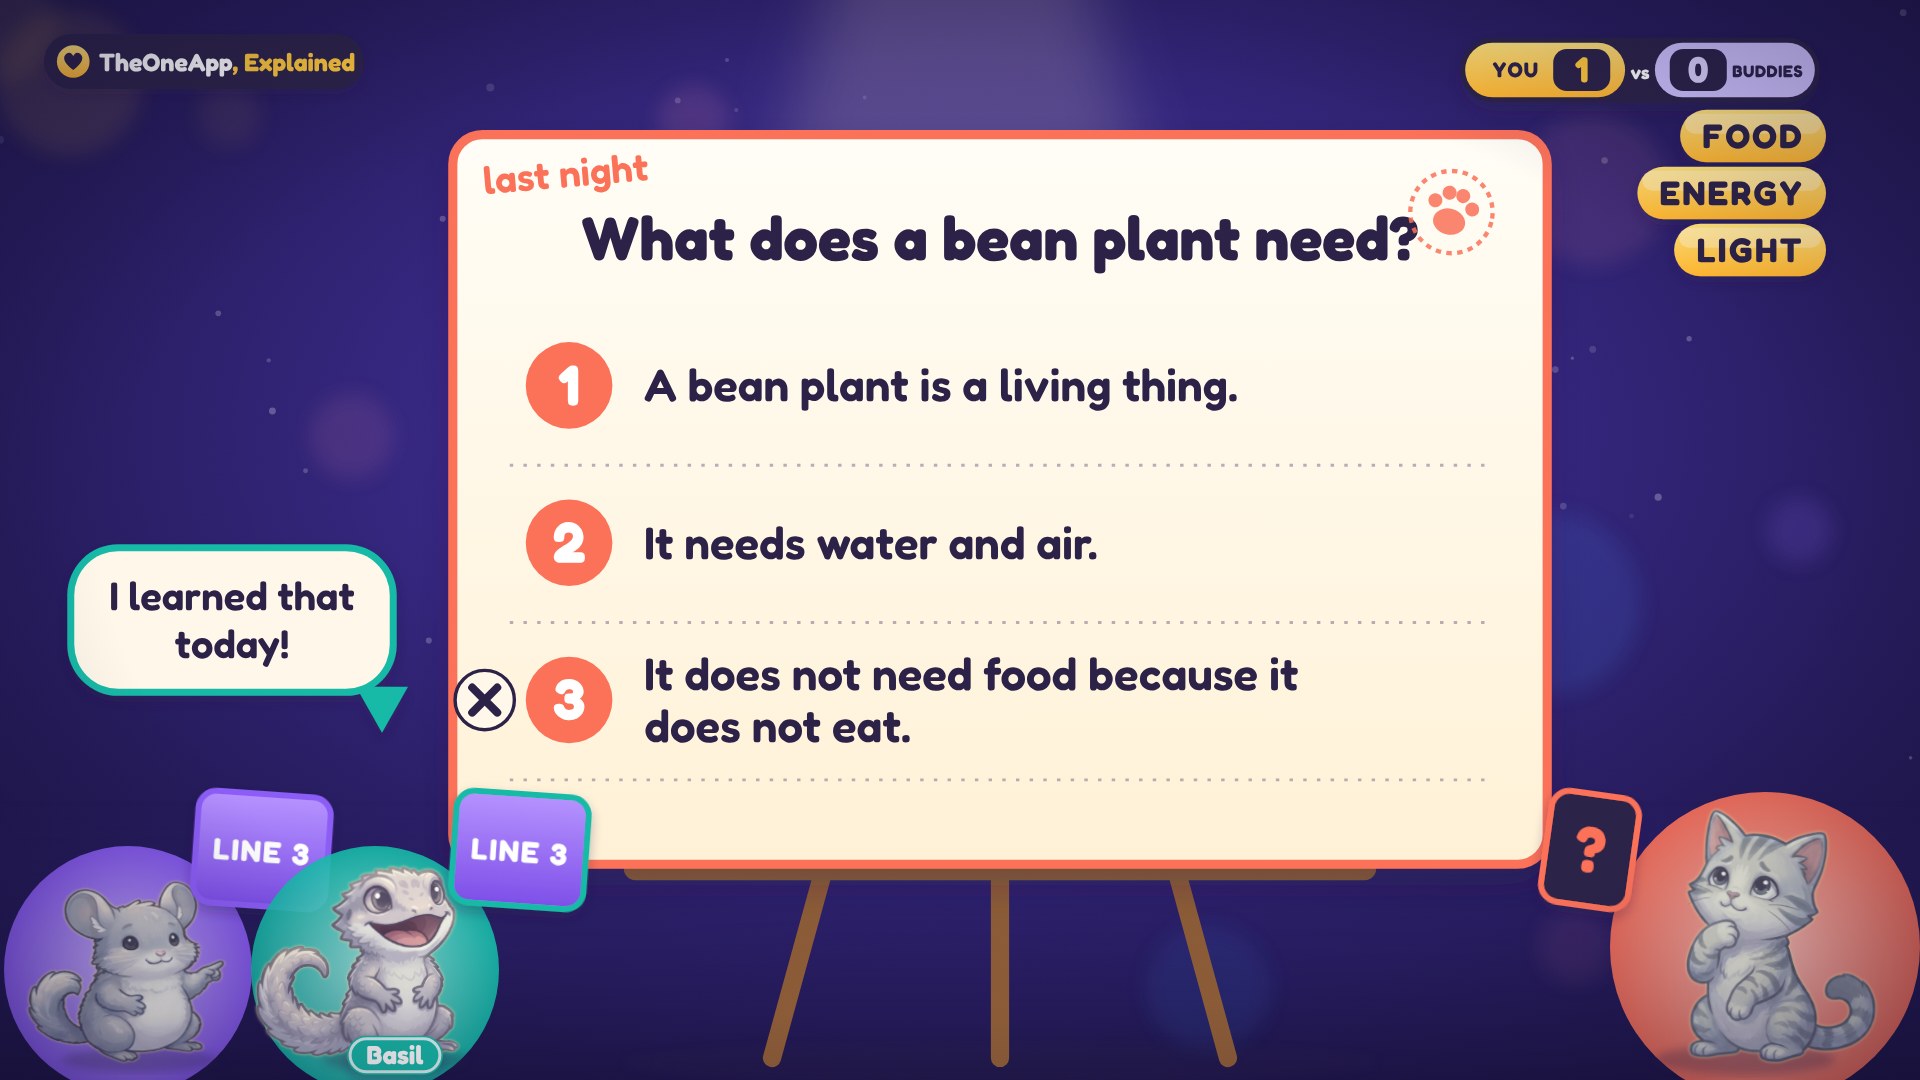 TheOneApp, Explained
YOU 1 vs 0 BUDDIES
FOOD
ENERGY
LIGHT
last night
What does a bean plant need?
1 A bean plant is a living thing.
2 It needs water and air.
3 It does not need food because it
does not eat.
I learned that
today!
LINE 3
LINE 3
?
Basil